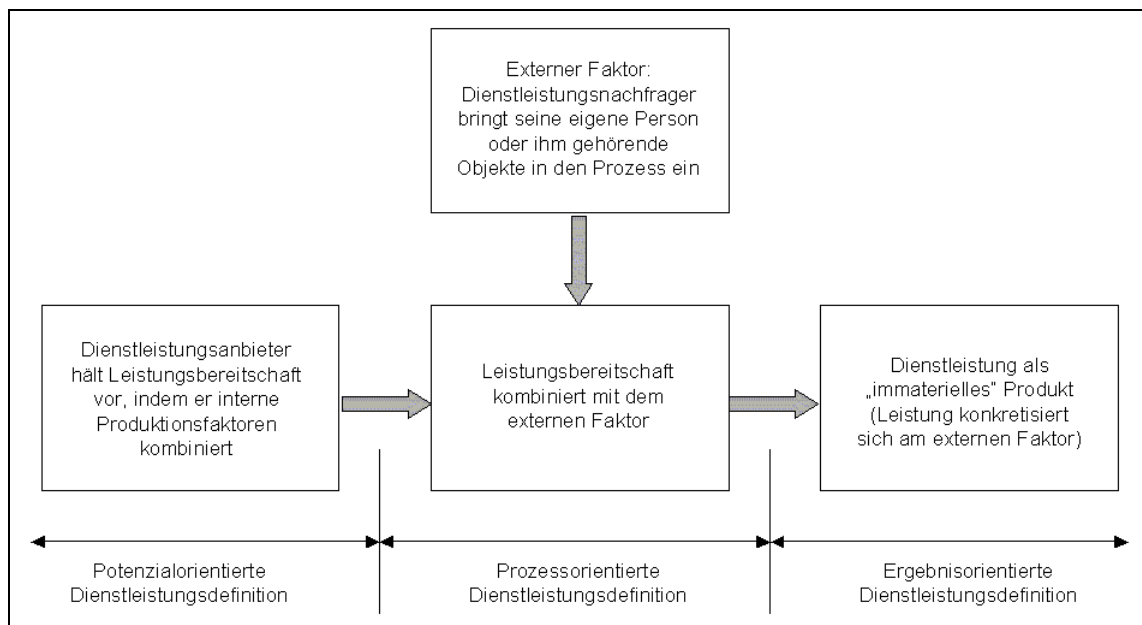 Externer Faktor:
Dienstleistungsnachfrager
bringt seine eigene Person
oder ihm gehörende
Objekte in den Prozess ein
Dienstleistungsanbieter
hält Leistungsbereitschaft
vor, indem er interne
Produktionsfaktoren
kombiniert
Leistungsbereitschaft
kombiniert mit dem
externen Faktor
Dienstleistung als
„immaterielles" Produkt
(Leistung konkretisiert
sich am externen Faktor)
Potenzialorientierte
Dienstleistungsdefinition
Prozessorientierte
Dienstleistungsdefinition
Ergebnisorientierte
Dienstleistungsdefinition